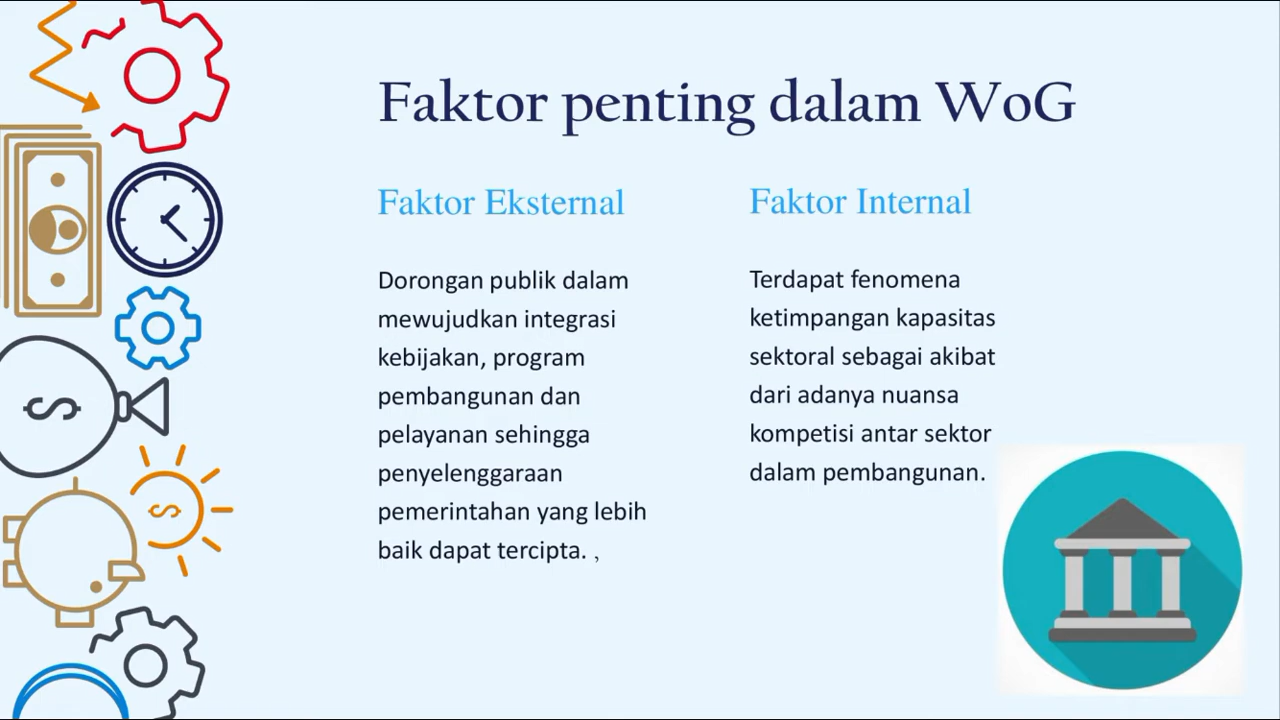 Faktor penting dalam WoG
Faktor Eksternal
Dorongan publik dalam
mewujudkan integrasi
kebijakan, program
pembangunan dan
pelayanan sehingga
penyelenggaraan
pemerintahan yang lebih
baik dapat tercipta. ,
Faktor Internal
Terdapat fenomena
ketimpangan kapasitas
sektoral sebagai akibat
dari adanya nuansa
kompetisi antar sektor
dalam pembangunan.